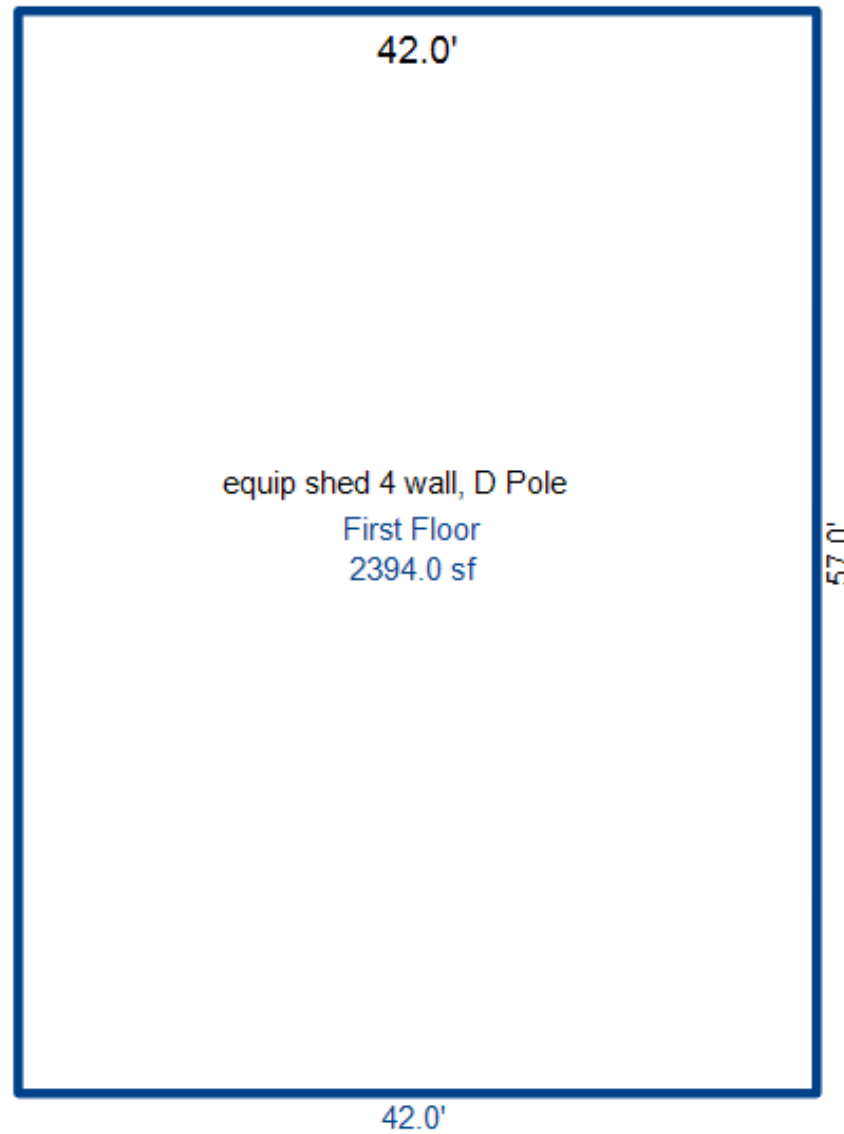 42.0'
equip shed 4 wall, D Pole
First Floor
2394.0 sf
57.0'
42.0'